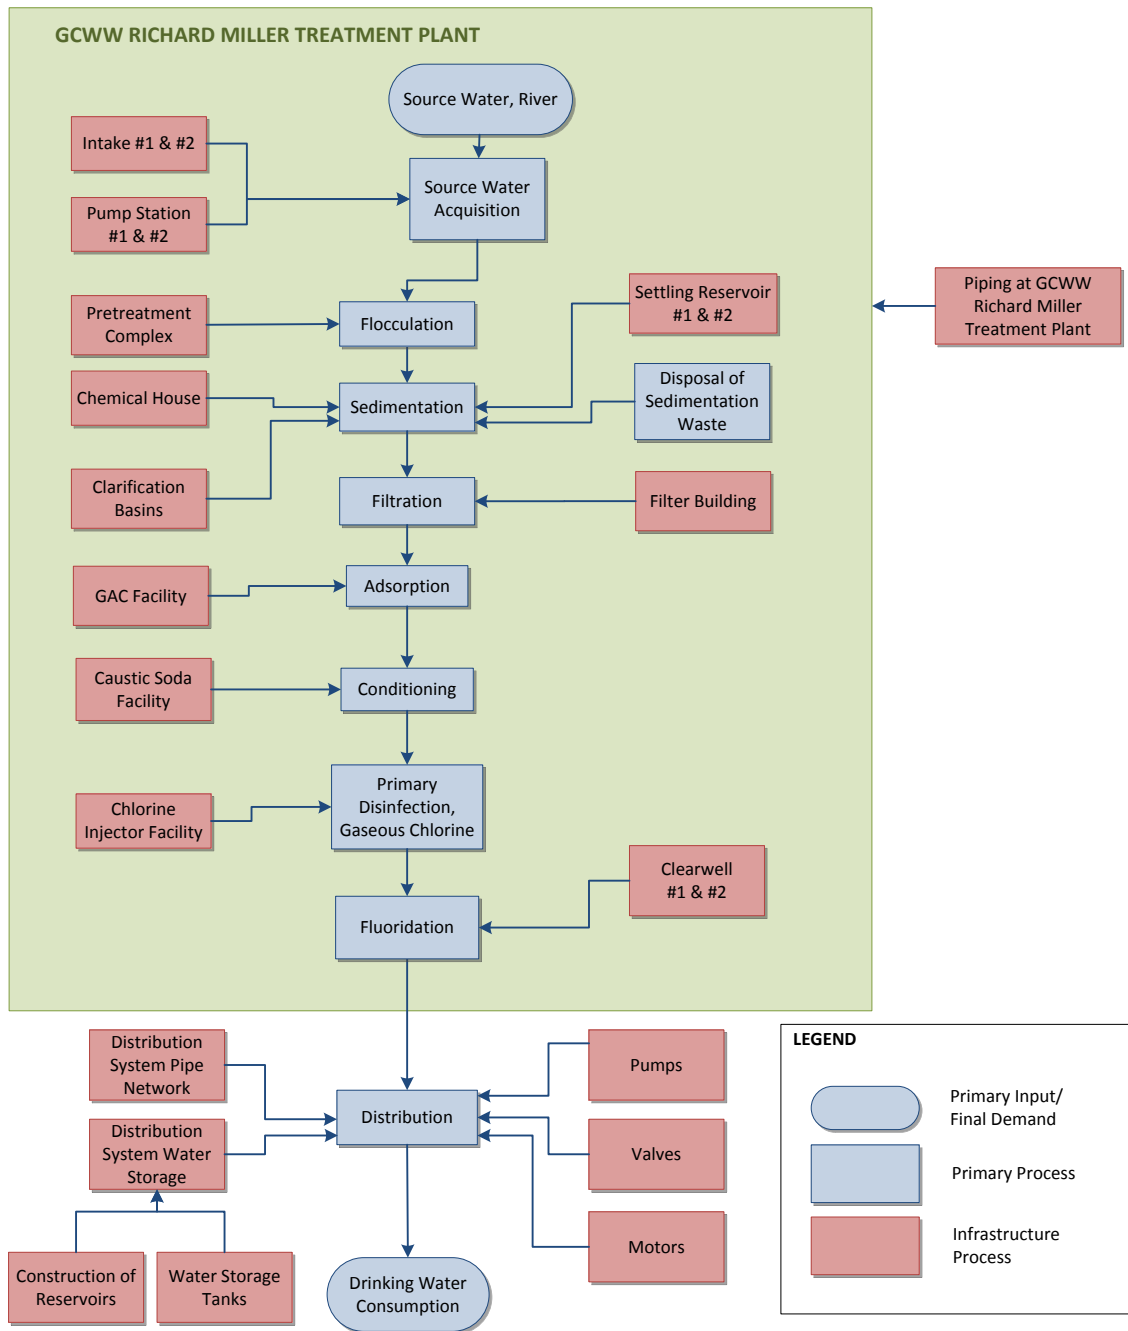 GCWW RICHARD MILLER TREATMENT PLANT
Source Water, River
Intake #1 & #2
Source Water
Acquisition
Pump Station
#1 & #2
Settling Reservoir
#1 & #2
Piping at GCWW
Richard Miller
Treatment Plant
Pretreatment
Complex
Flocculation
Chemical House
Sedimentation
Disposal of
Sedimentation
Waste
Clarification
Basins
Filtration
Filter Building
GAC Facility
Adsorption
Caustic Soda
Facility
Conditioning
Chlorine
Injector Facility
Primary
Disinfection,
Gaseous Chlorine
Clearwell
#1 & #2
Fluoridation
Distribution
System Pipe
Network
Pumps
Distribution
Distribution
System Water
Storage
Valves
Motors
Construction of
Reservoirs
Water Storage
Tanks
Drinking Water
Consumption
LEGEND
Primary Input/
Final Demand
Primary Process
Infrastructure
Process